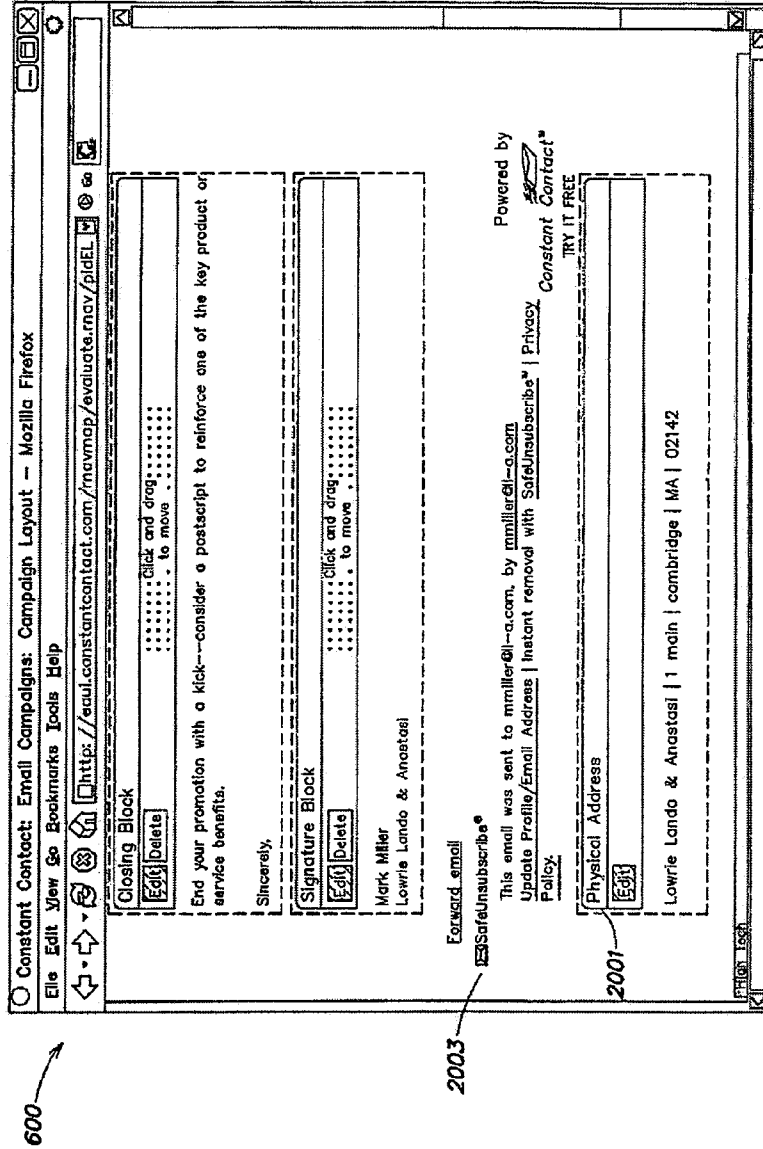 600
Constant Contact: Email Campaigns: Campaign Layout — Mozilla Firefox
File Edit View Go Bookmarks Tools Help
http://eaui.constantcontact.com/rnavmap/evaluate.rnav/pidEL Go
Closing Block
Edit Delete
Click and drag
to move
End your promotion with a kick--consider a postscript to reinforce one of the key product or
service benefits.
Sincerely,
Signature Block
Edit Delete
Click and drag
to move
Mark Miller
Lowrie Lando & Anastasi
Forward email
2003
SafeUnsubscribe®
This email was sent to mmiller@ll-a.com, by mmiller@ll-a.com
Update Profile/Email Address | Instant removal with SafeUnsubscribe™ | Privacy
Policy.
Powered by
Constant Contact®
TRY IT FREE
2001
Physical Address
Edit
Lowrie Lando & Anastasi | 1 main | cambridge | MA | 02142
High Tech